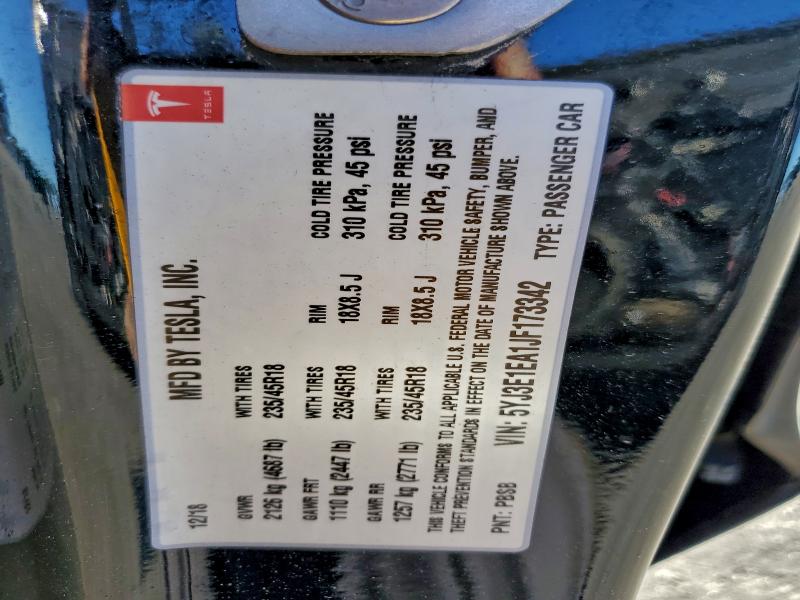 TESLA
12/18 MFD BY TESLA, INC.
GVWR WITH TIRES
2126 kg (4687 lb) 235/45R18
GAWR FRT WITH TIRES RIM COLD TIRE PRESSURE
1110 kg (2447 lb) 235/45R18 18X8.5 J 310 kPa, 45 psi
GAWR RR WITH TIRES RIM COLD TIRE PRESSURE
1257 kg (2771 lb) 235/45R18 18X8.5 J 310 kPa, 45 psi
THIS VEHICLE CONFORMS TO ALL APPLICABLE U.S. FEDERAL MOTOR VEHICLE SAFETY, BUMPER, AND
THEFT PREVENTION STANDARDS IN EFFECT ON THE DATE OF MANUFACTURE SHOWN ABOVE.
PNT: PBSB VIN: 5YJ3E1EA1JF173342 TYPE: PASSENGER CAR